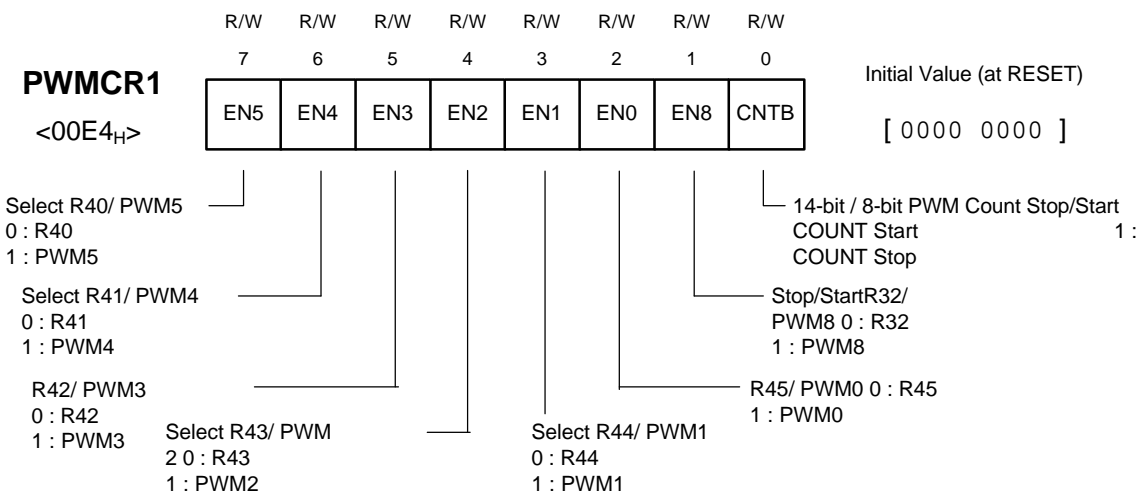 R/W R/W R/W R/W R/W R/W R/W R/W
7 6 5 4 3 2 1 0
PWMCR1
<00E4H>
EN5 EN4 EN3 EN2 EN1 EN0 EN8 CNTB
Initial Value (at RESET)
[ 0000 0000 ]
Select R40/ PWM5
0 : R40
1 : PWM5
14-bit / 8-bit PWM Count Stop/Start
COUNT Start 1 :
COUNT Stop
Select R41/ PWM4
0 : R41
1 : PWM4
Stop/StartR32/
PWM8 0 : R32
1 : PWM8
R42/ PWM3
0 : R42
1 : PWM3
R45/ PWM0 0 : R45
1 : PWM0
Select R43/ PWM
2 0 : R43
1 : PWM2
Select R44/ PWM1
0 : R44
1 : PWM1